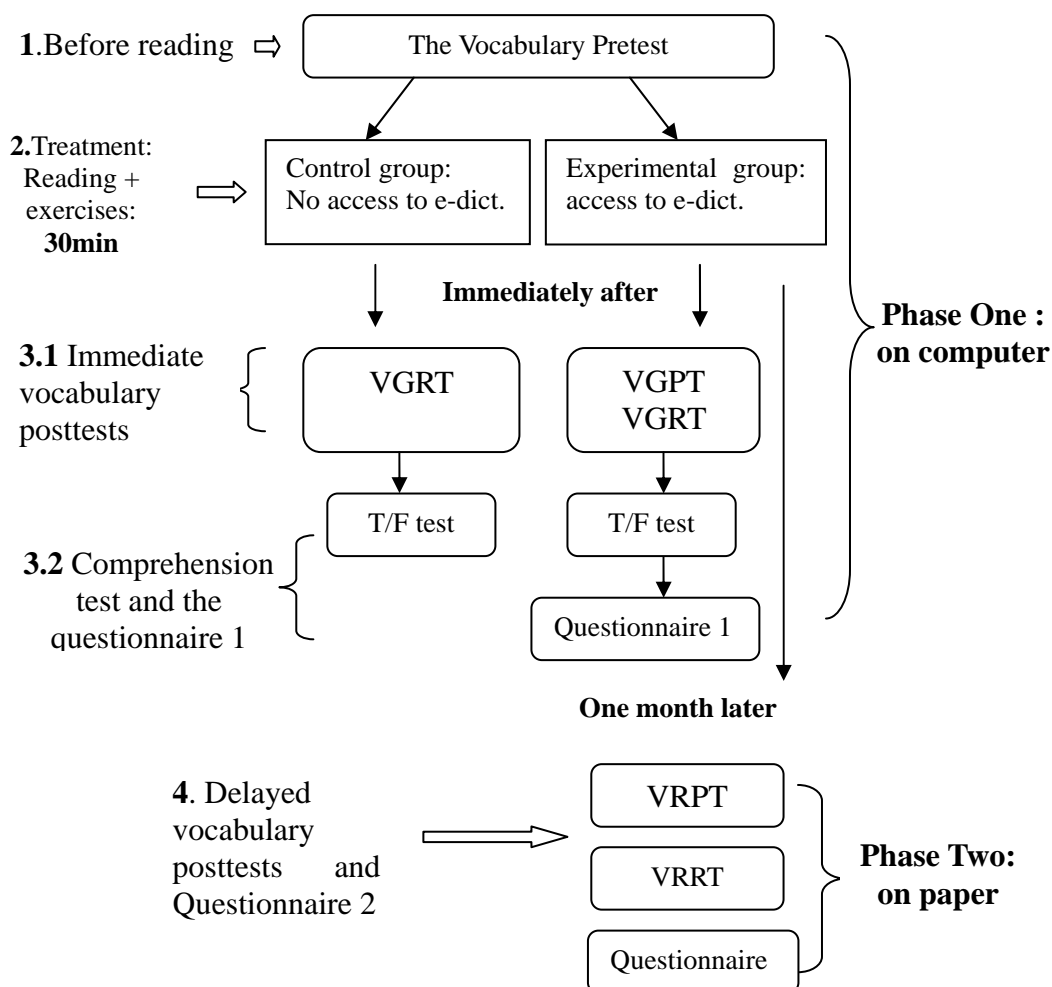 1.Before reading
The Vocabulary Pretest
2.Treatment:
Reading +
exercises:
30min
Control group:
No access to e-dict.
Experimental group:
access to e-dict.
Immediately after
Phase One :
on computer
3.1 Immediate
vocabulary
posttests
VGRT
VGPT
VGRT
T/F test
T/F test
3.2 Comprehension
test and the
questionnaire 1
Questionnaire 1
One month later
4. Delayed
vocabulary
posttests and
Questionnaire 2
VRPT
VRRT
Questionnaire
Phase Two:
on paper